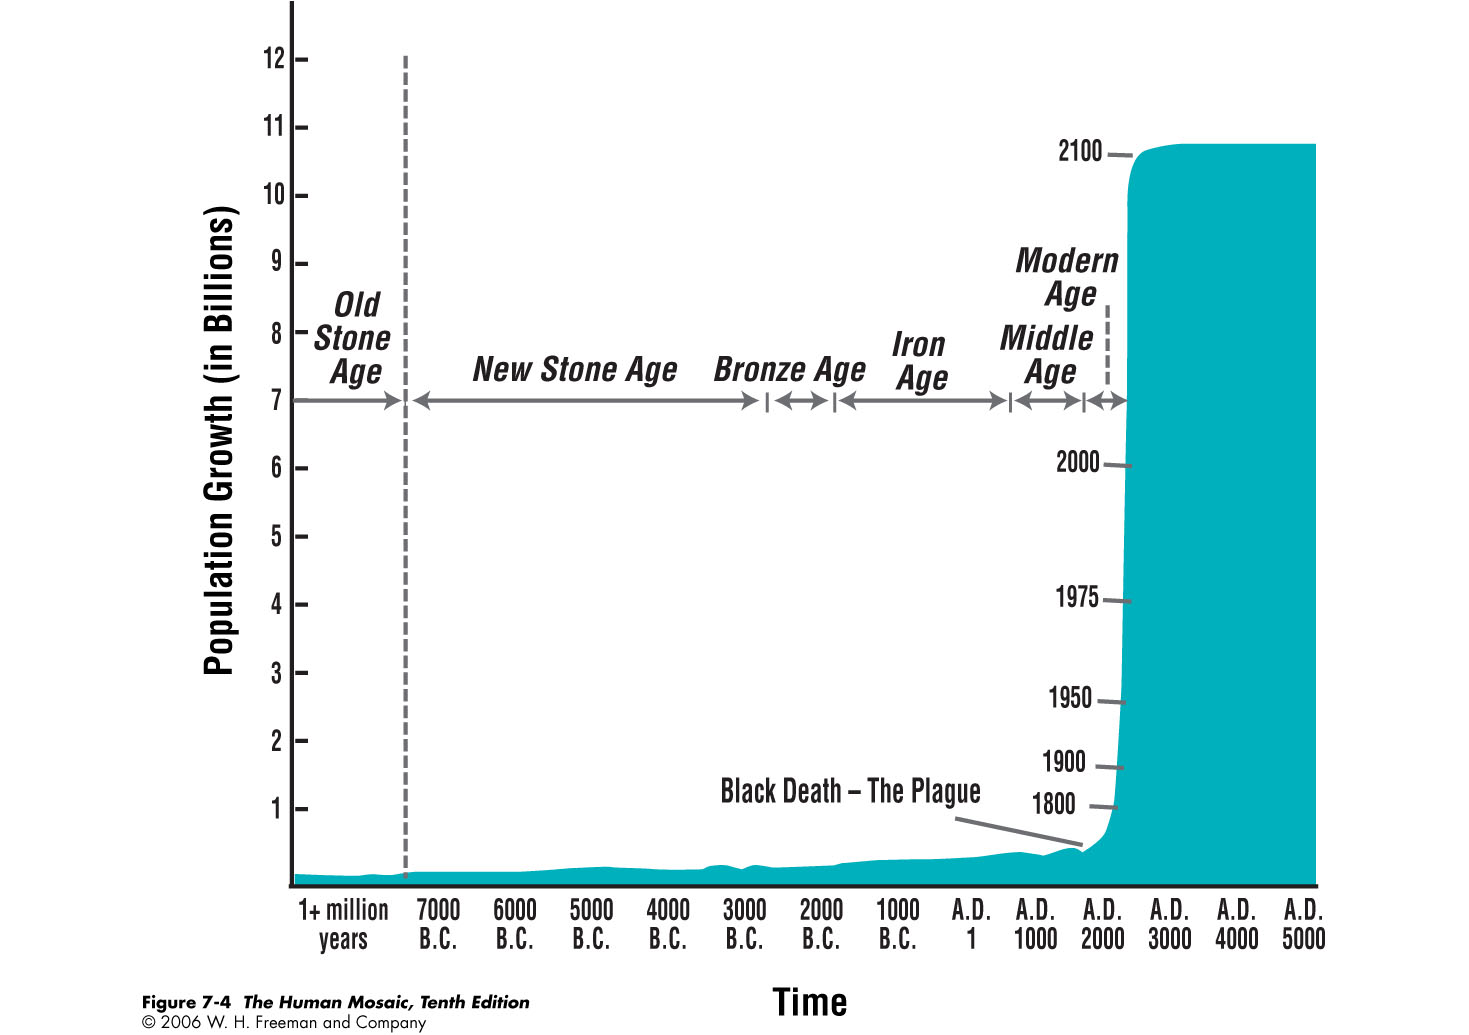 Population Growth (in Billions)
12
11
10
9
8
7
6
5
4
3
2
1
Old
Stone
Age
New Stone Age
Bronze Age
Iron
Age
Middle
Age
Modern
Age
2100
2000
1975
1950
1900
1800
Black Death – The Plague
1+ million
years
7000
B.C.
6000
B.C.
5000
B.C.
4000
B.C.
3000
B.C.
2000
B.C.
1000
B.C.
A.D.
1
A.D.
1000
A.D.
2000
A.D.
3000
A.D.
4000
A.D.
5000
Time
Figure 7-4 The Human Mosaic, Tenth Edition
© 2006 W. H. Freeman and Company